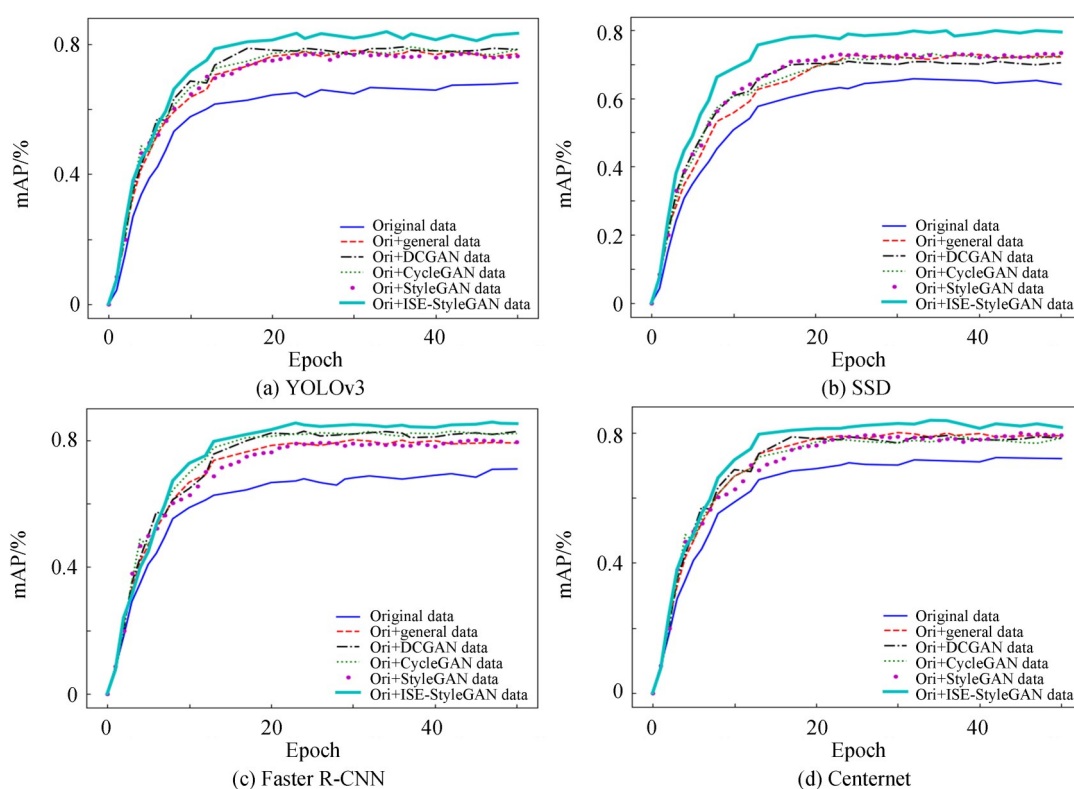 0.8
0.4
0
mAP/%
Original data
Ori+general data
Ori+DCGAN data
Ori+CycleGAN data
Ori+StyleGAN data
Ori+ISE-StyleGAN data
0
20
40
Epoch
(a) YOLOv3
0.8
0.6
0.4
0.2
0
mAP/%
Original data
Ori+general data
Ori+DCGAN data
Ori+CycleGAN data
Ori+StyleGAN data
Ori+ISE-StyleGAN data
0
20
40
Epoch
(b) SSD
0.8
0.4
0
mAP/%
Original data
Ori+general data
Ori+DCGAN data
Ori+CycleGAN data
Ori+StyleGAN data
Ori+ISE-StyleGAN data
0
20
40
Epoch
(c) Faster R-CNN
0.8
0.4
0
mAP/%
Original data
Ori+general data
Ori+DCGAN data
Ori+CycleGAN data
Ori+StyleGAN data
Ori+ISE-StyleGAN data
0
20
40
Epoch
(d) Centernet